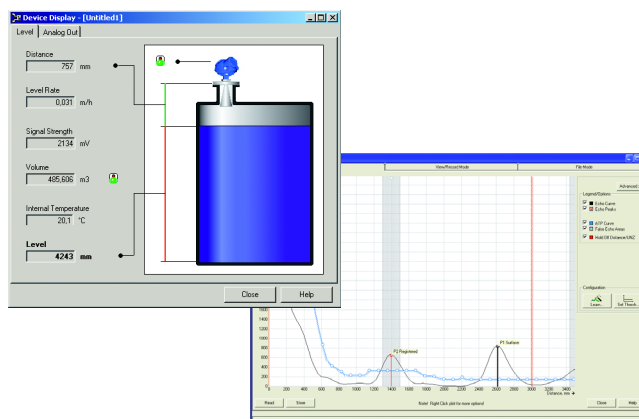 Device Display - [Untitled1]
Level Analog Out
Distance
757 mm
Level Rate
0,031 m/h
Signal Strength
2134 mV
Volume
485,606 m3
Internal Temperature
20,1 °C
Level
4243 mm
Close Help
View/Record Mode File Mode
Advanced
Legend/Options
Echo Curve
Echo Peaks
ATP Curve
False Echo Areas
Hold Off Distance/UNZ
Configuration
Learn... Set Thresh...
1600
1400
1200
1000
800
600
400
200
0
P2 Registered
P1 Surface
0 200 400 600 800 1000 1200 1400 1600 1800 2000 2200 2400 2600 2800 3000 3200 3400
Distance, mm
Read Store Note! Right Click plot for more options! Close Help